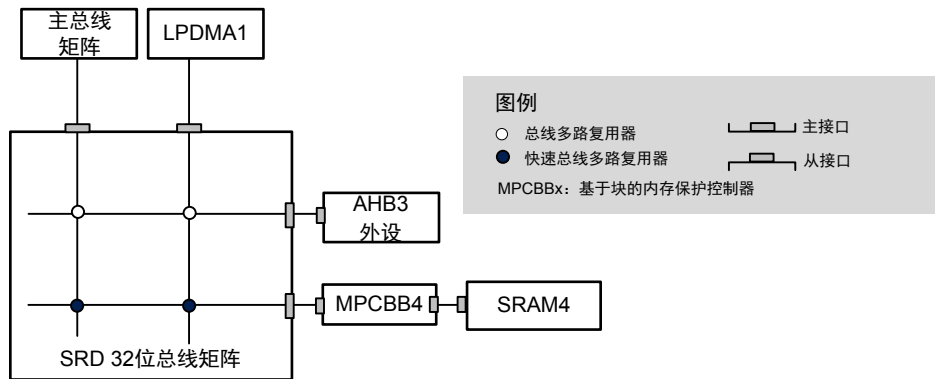 主总线
矩阵
LPDMA1
图例
总线多路复用器
主接口
快速总线多路复用器
从接口
MPCBBx：基于块的内存保护控制器
AHB3
外设
MPCBB4
SRAM4
SRD 32位总线矩阵